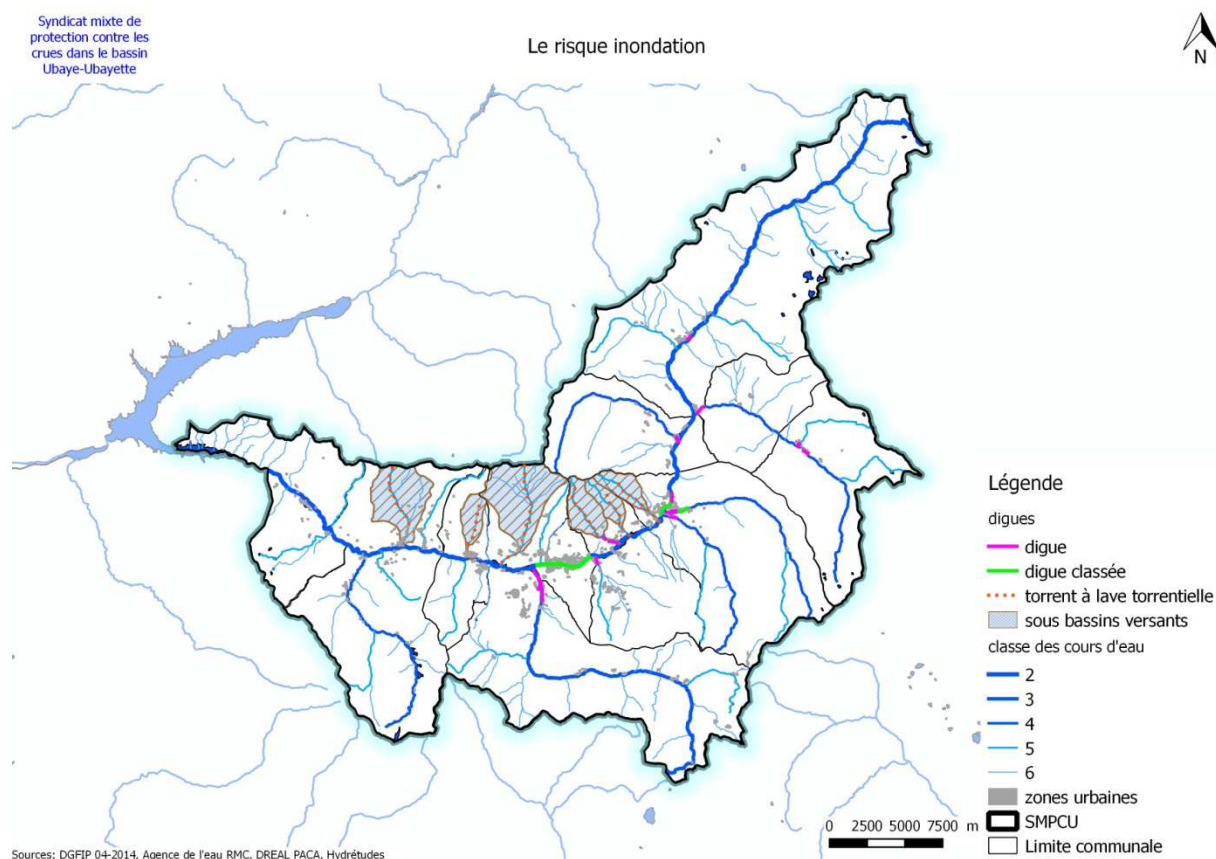 Syndicat mixte de
protection contre les
crues dans le bassin
Ubaye-Ubayette
Le risque inondation
N
Légende
digues
digue
digue classée
torrent à lave torrentielle
sous bassins versants
classe des cours d'eau
2
3
4
5
6
zones urbaines
SMPCU
Limite communale
0 2500 5000 7500 m
Sources: DGFIP 04-2014, Agence de l'eau RMC, DREAL PACA, Hydrétudes